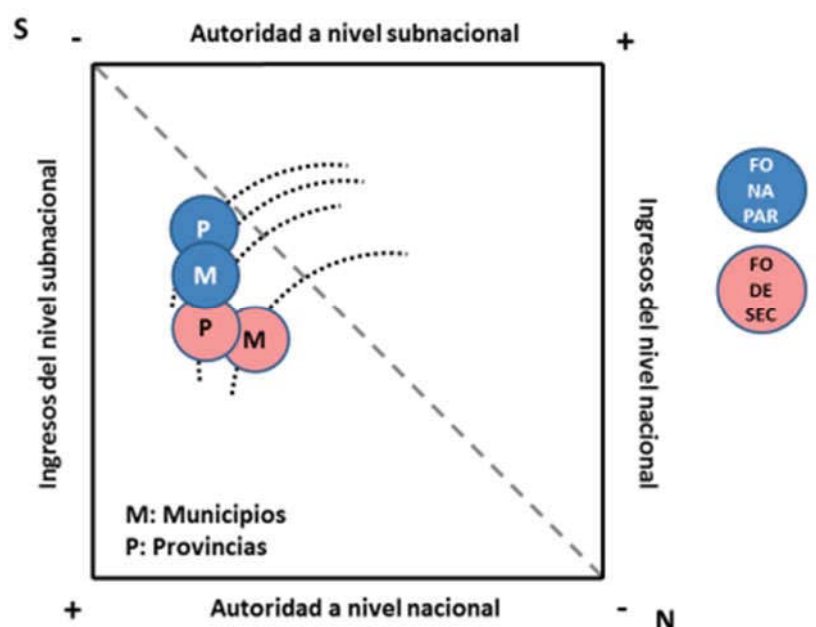 S
- Autoridad a nivel subnacional +
Ingresos del nivel subnacional
Ingresos del nivel nacional
FO
NA
PAR
FO
DE
SEC
P
M
P
M
M: Municipios
P: Provincias
+ Autoridad a nivel nacional - N